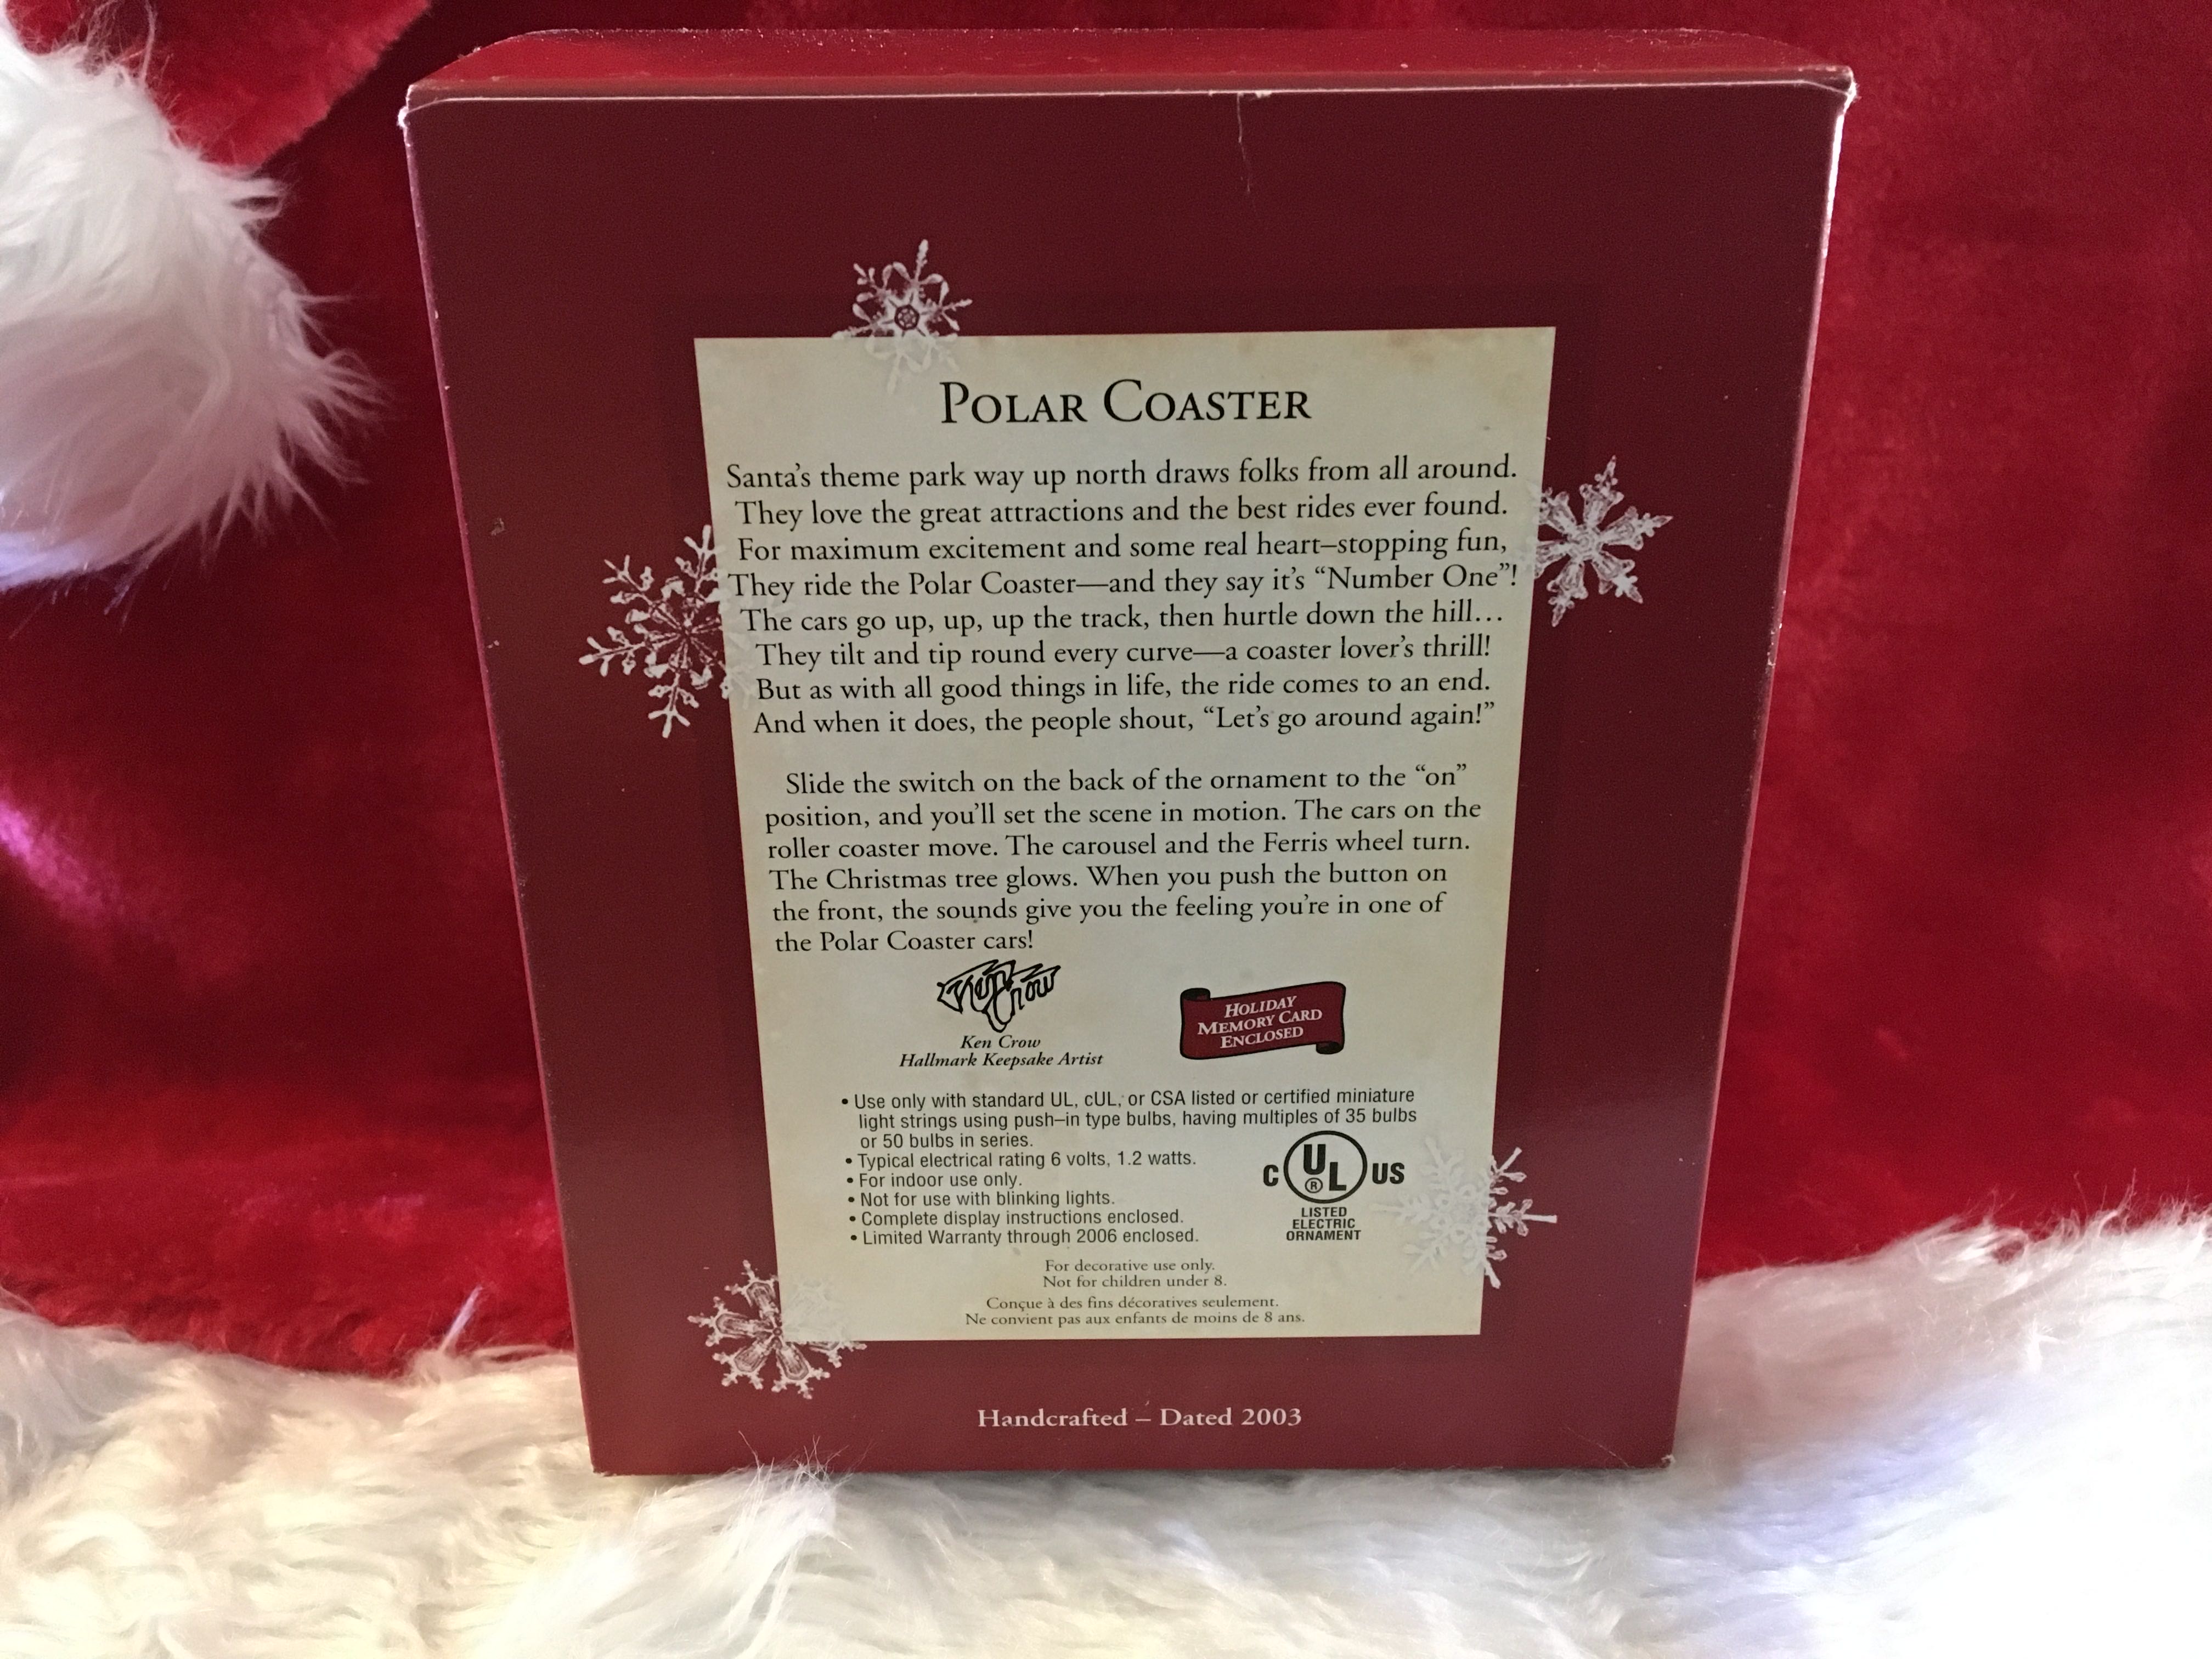 POLAR COASTER
Santa's theme park way up north draws folks from all around.
They love the great attractions and the best rides ever found.
For maximum excitement and some real heart–stopping fun,
They ride the Polar Coaster—and they say it's “Number One”!
The cars go up, up, up the track, then hurtle down the hill…
They tilt and tip round every curve—a coaster lover's thrill!
But as with all good things in life, the ride comes to an end.
And when it does, the people shout, “Let's go around again!”
Slide the switch on the back of the ornament to the “on”
position, and you'll set the scene in motion. The cars on the
roller coaster move. The carousel and the Ferris wheel turn.
The Christmas tree glows. When you push the button on
the front, the sounds give you the feeling you're in one of
the Polar Coaster cars!
Ken Crow
Ken Crow
Hallmark Keepsake Artist
HOLIDAY
MEMORY CARD
ENCLOSED
• Use only with standard UL, cUL, or CSA listed or certified miniature
light strings using push–in type bulbs, having multiples of 35 bulbs
or 50 bulbs in series.
• Typical electrical rating 6 volts, 1.2 watts.
• For indoor use only.
• Not for use with blinking lights.
• Complete display instructions enclosed.
• Limited Warranty through 2006 enclosed.
C UL® US
LISTED
ELECTRIC
ORNAMENT
For decorative use only.
Not for children under 8.
Conçue à des fins décoratives seulement.
Ne convient pas aux enfants de moins de 8 ans.
Handcrafted – Dated 2003